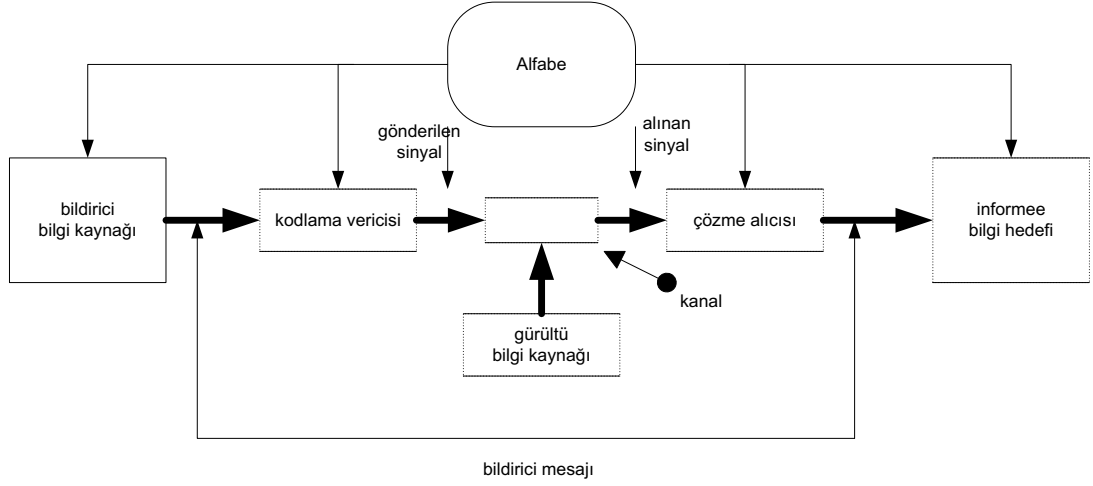 Alfabe
gönderilen
sinyal
alınan
sinyal
bildirici
bilgi kaynağı
kodlama vericisi
çözme alıcısı
informee
bilgi hedefi
kanal
gürültü
bilgi kaynağı
bildirici mesajı